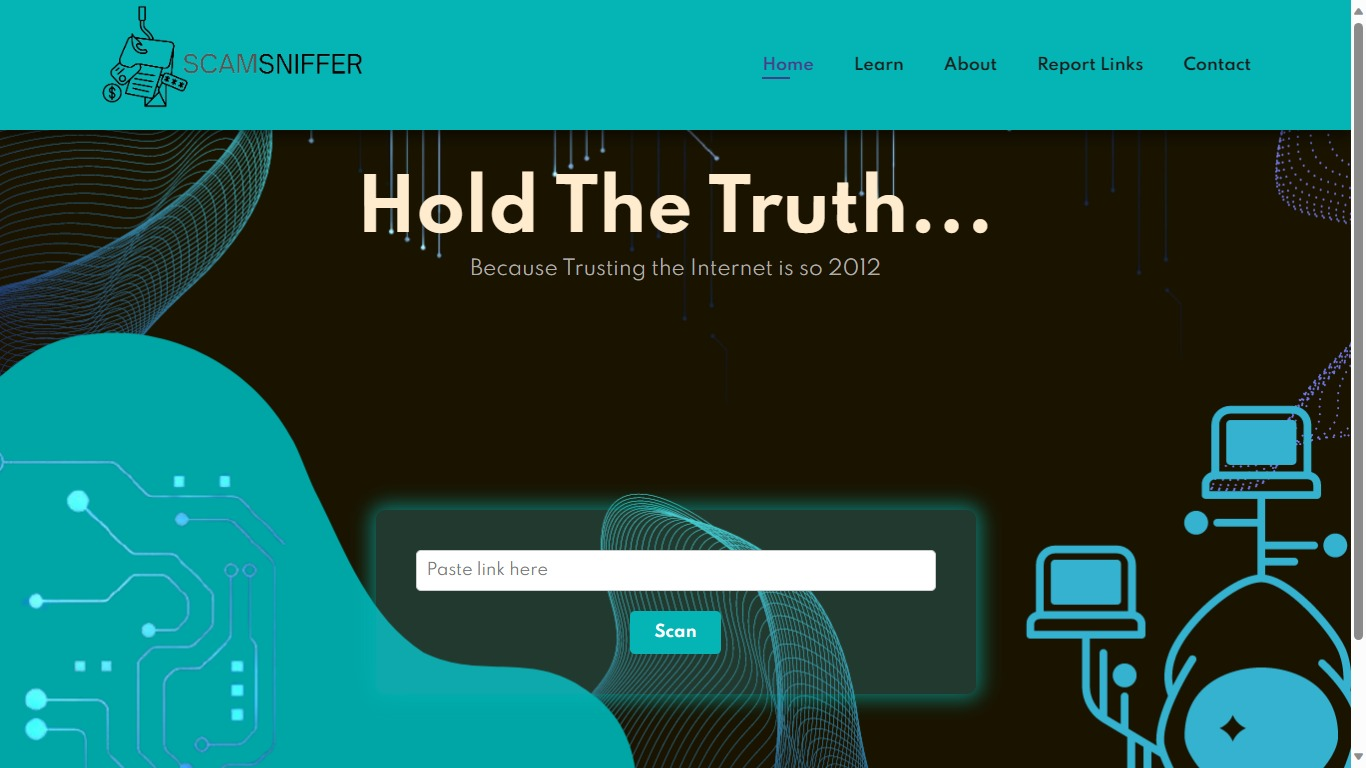 SCAMSNIFFER
Home Learn About Report Links Contact
Hold The Truth...
Because Trusting the Internet is so 2012
Paste link here
Scan